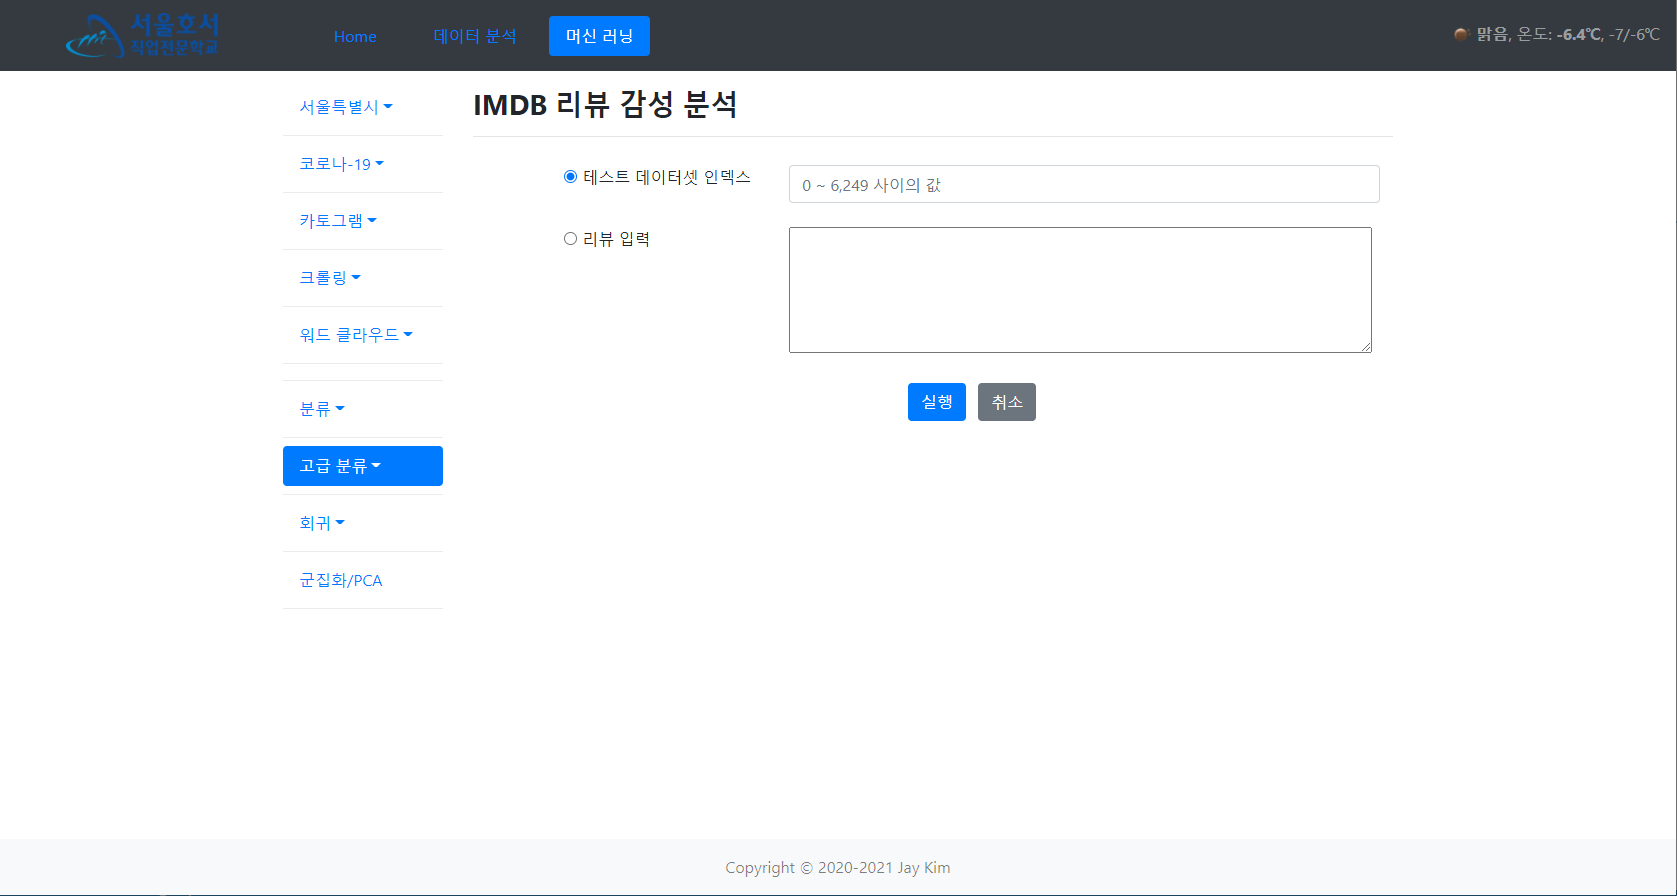 서울호서
직업전문학교
Home
데이터 분석
머신 러닝
맑음, 온도: -6.4℃, -7/-6℃
서울특별시
코로나-19
카토그램
크롤링
워드 클라우드
분류
고급 분류
회귀
군집화/PCA
IMDB 리뷰 감성 분석
테스트 데이터셋 인덱스
0 ~ 6,249 사이의 값
리뷰 입력
실행
취소
Copyright © 2020-2021 Jay Kim